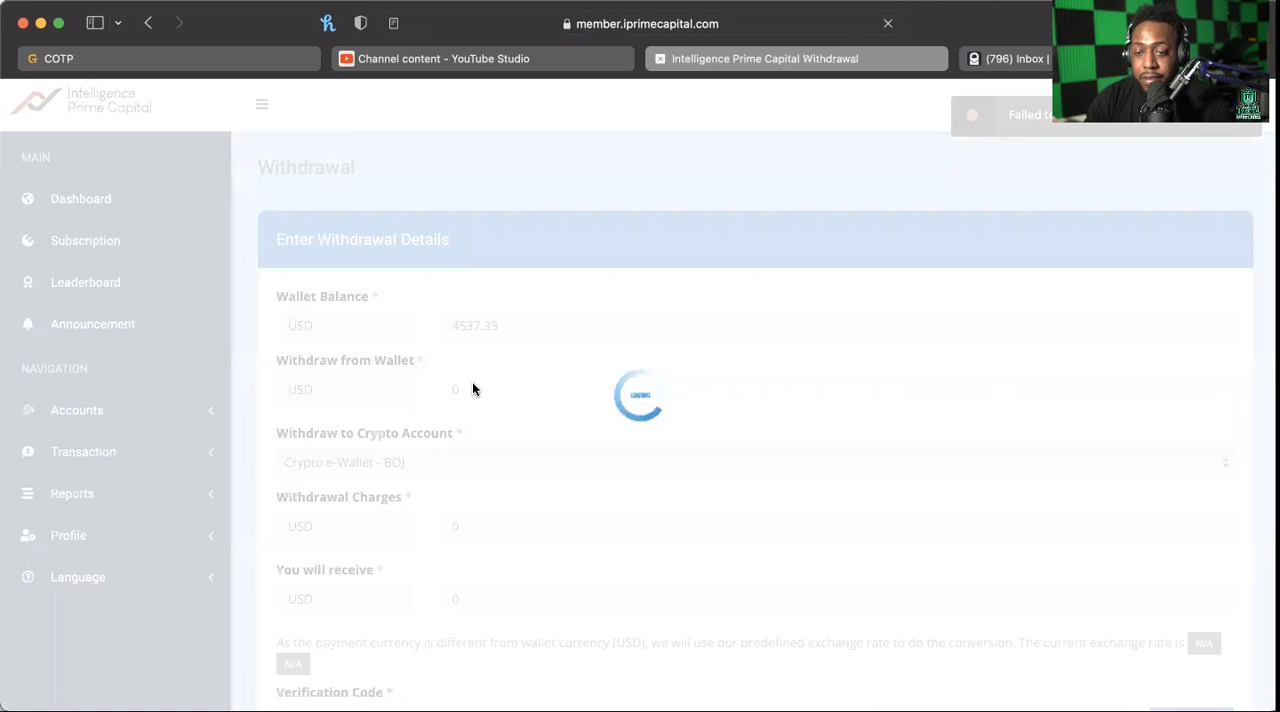 member.iprimecapital.com
COTP
Channel content - YouTube Studio
Intelligence Prime Capital Withdrawal
(796) Inbox |
Intelligence
Prime Capital
Failed
MAIN
Dashboard
Subscription
Leaderboard
Announcement
NAVIGATION
Accounts
Transaction
Reports
Profile
Language
Withdrawal
Enter Withdrawal Details
Wallet Balance *
USD 4537.35
Withdraw from Wallet *
USD 0
LOADING
Withdraw to Crypto Account *
Crypto e-Wallet - BOJ
Withdrawal Charges *
USD 0
You will receive *
USD 0
As the payment currency is different from wallet currency (USD), we will use our predefined exchange rate to do the conversion. The current exchange rate is N/A
N/A
Verification Code *